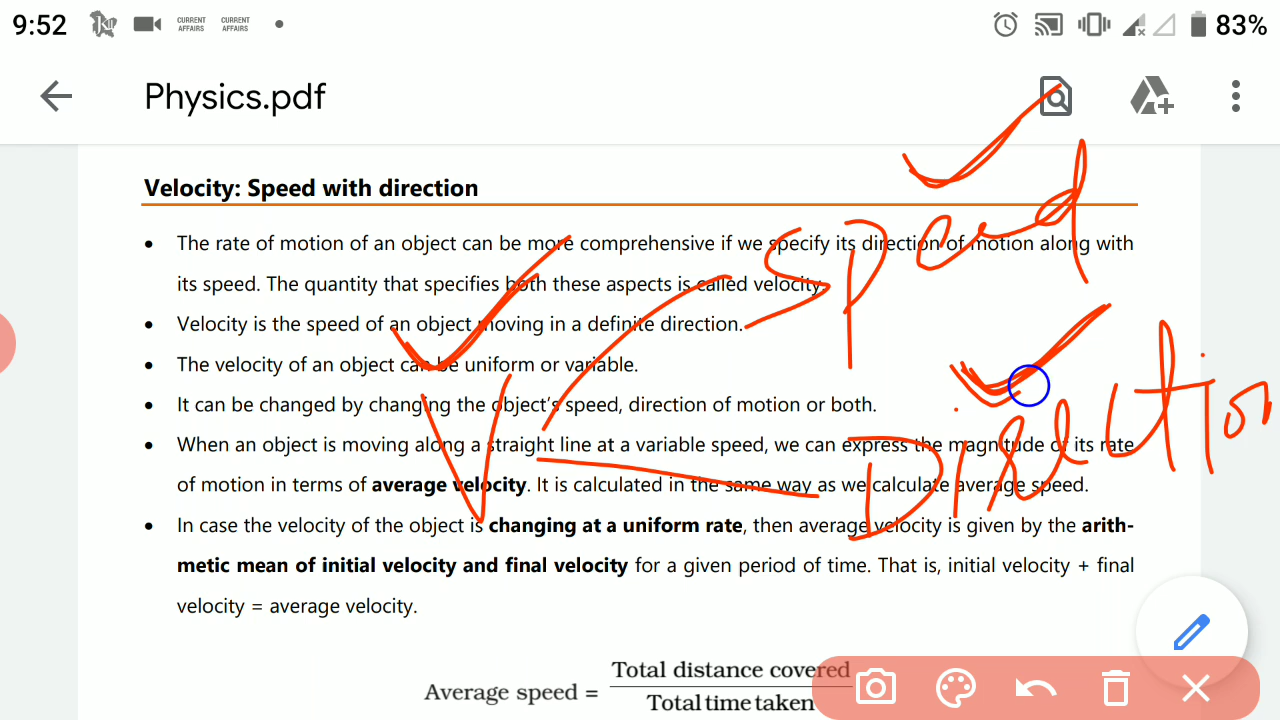 9:52 CURRENT AFFAIRS CURRENT AFFAIRS 83%
Physics.pdf
Velocity: Speed with direction
• The rate of motion of an object can be more comprehensive if we specify its direction of motion along with
its speed. The quantity that specifies both these aspects is called velocity.
• Velocity is the speed of an object moving in a definite direction.
• The velocity of an object can be uniform or variable.
• It can be changed by changing the object's speed, direction of motion or both.
• When an object is moving along a straight line at a variable speed, we can express the magnitude of its rate
of motion in terms of average velocity. It is calculated in the same way as we calculate average speed.
• In case the velocity of the object is changing at a uniform rate, then average velocity is given by the arith-
metic mean of initial velocity and final velocity for a given period of time. That is, initial velocity + final
velocity = average velocity.
Average speed = Total distance covered
Total time taken
Speed
V
Direction